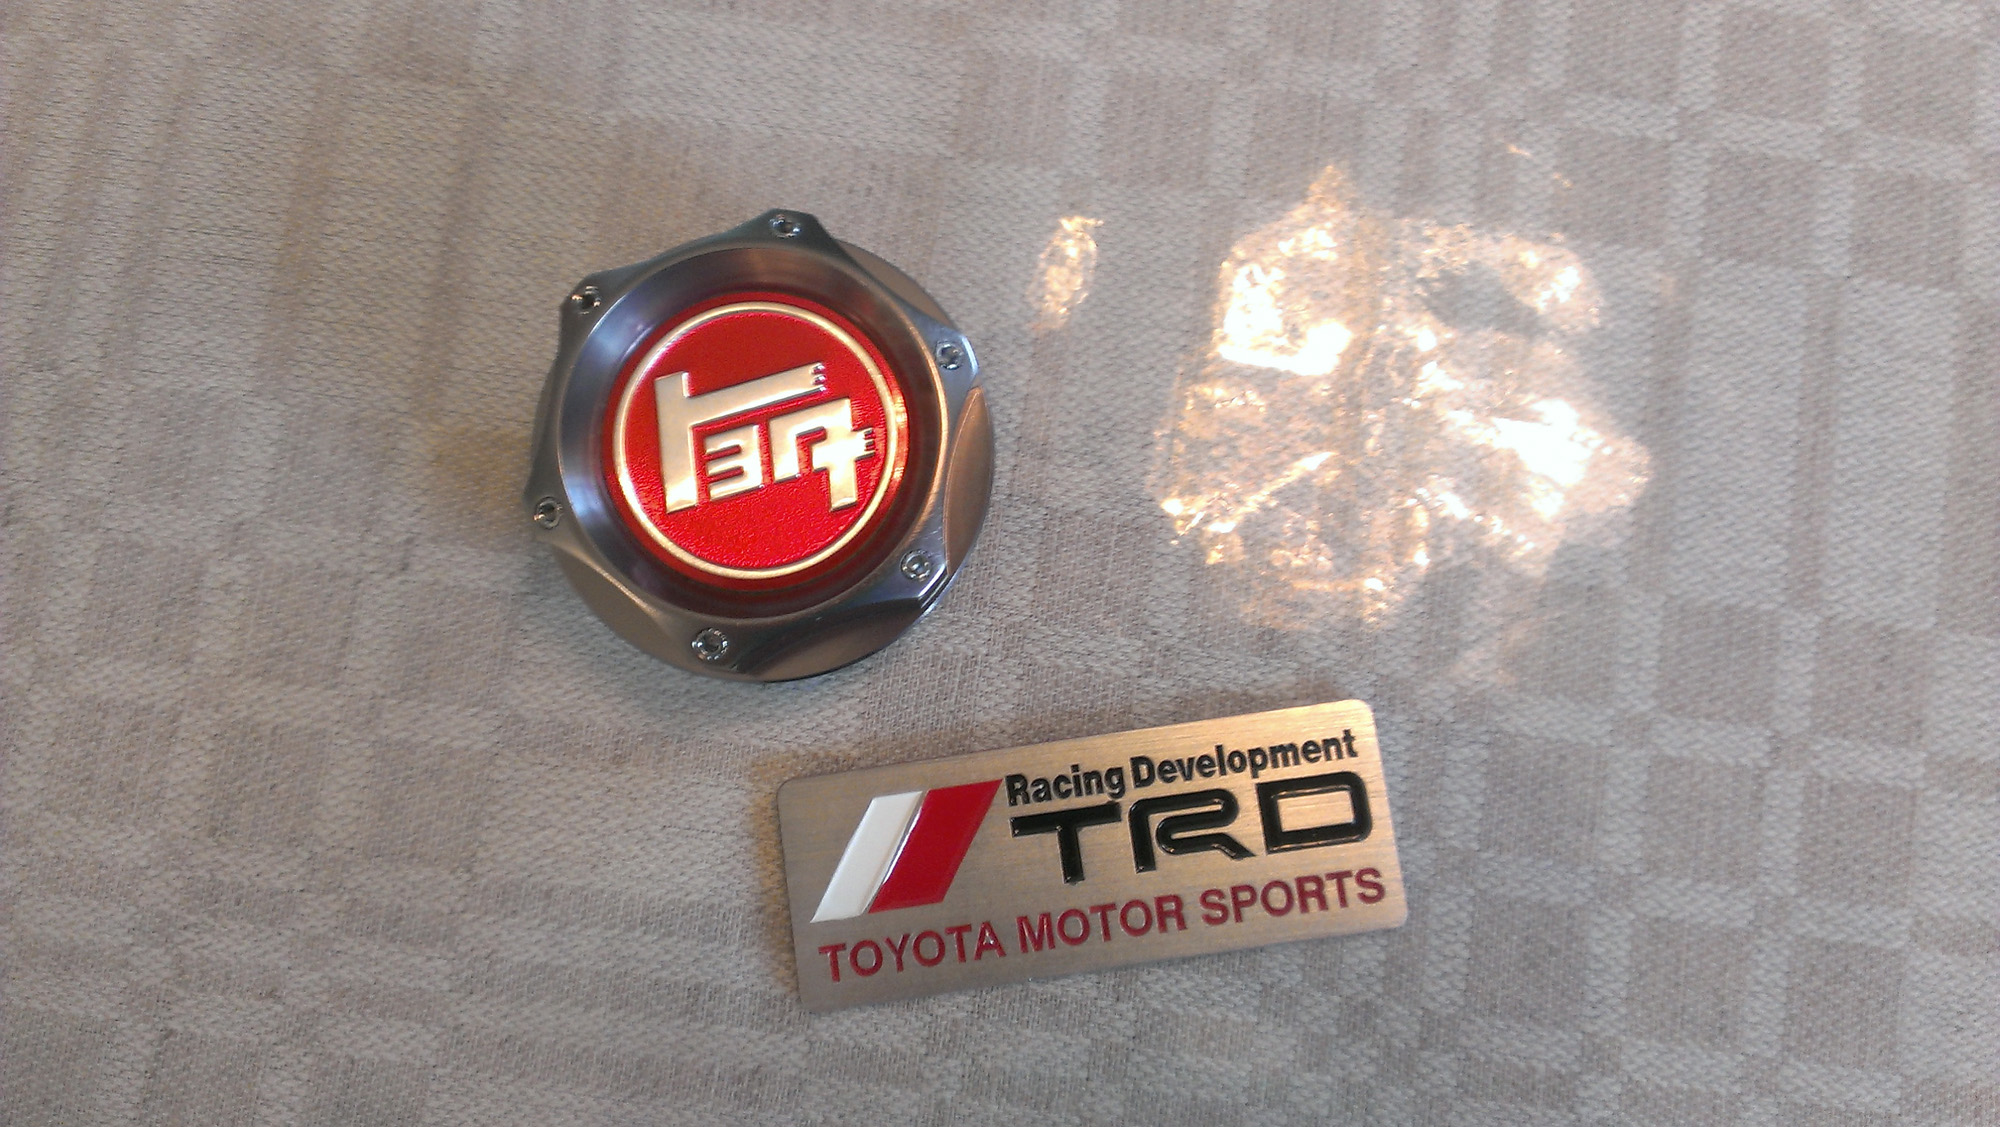 トヨタ
Racing Development
TRD
TOYOTA MOTOR SPORTS